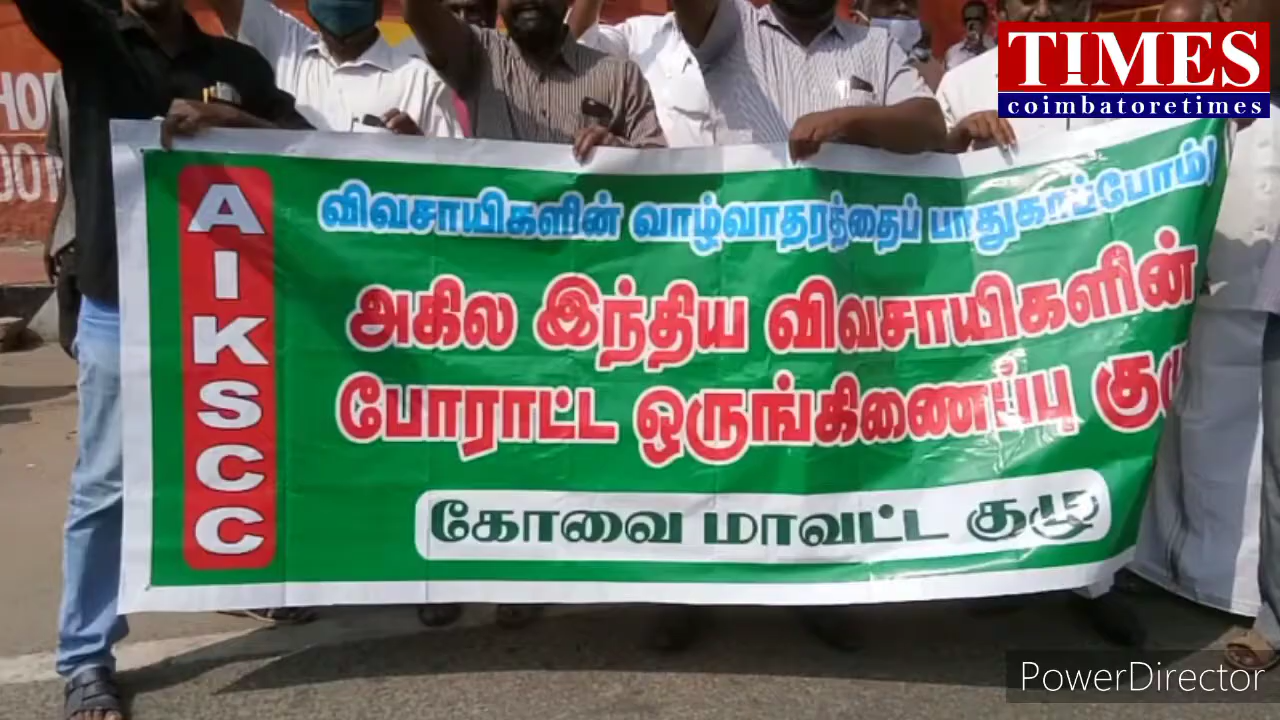 TIMES
coimbatoretimes
AIKSCC
விவசாயிகளின் வாழ்வாதரத்தைப் பாதுகாப்போம்!
அகில இந்திய விவசாயிகளின்
போராட்ட ஒருங்கிணைப்பு
கோவை மாவட்ட குழு
PowerDirector